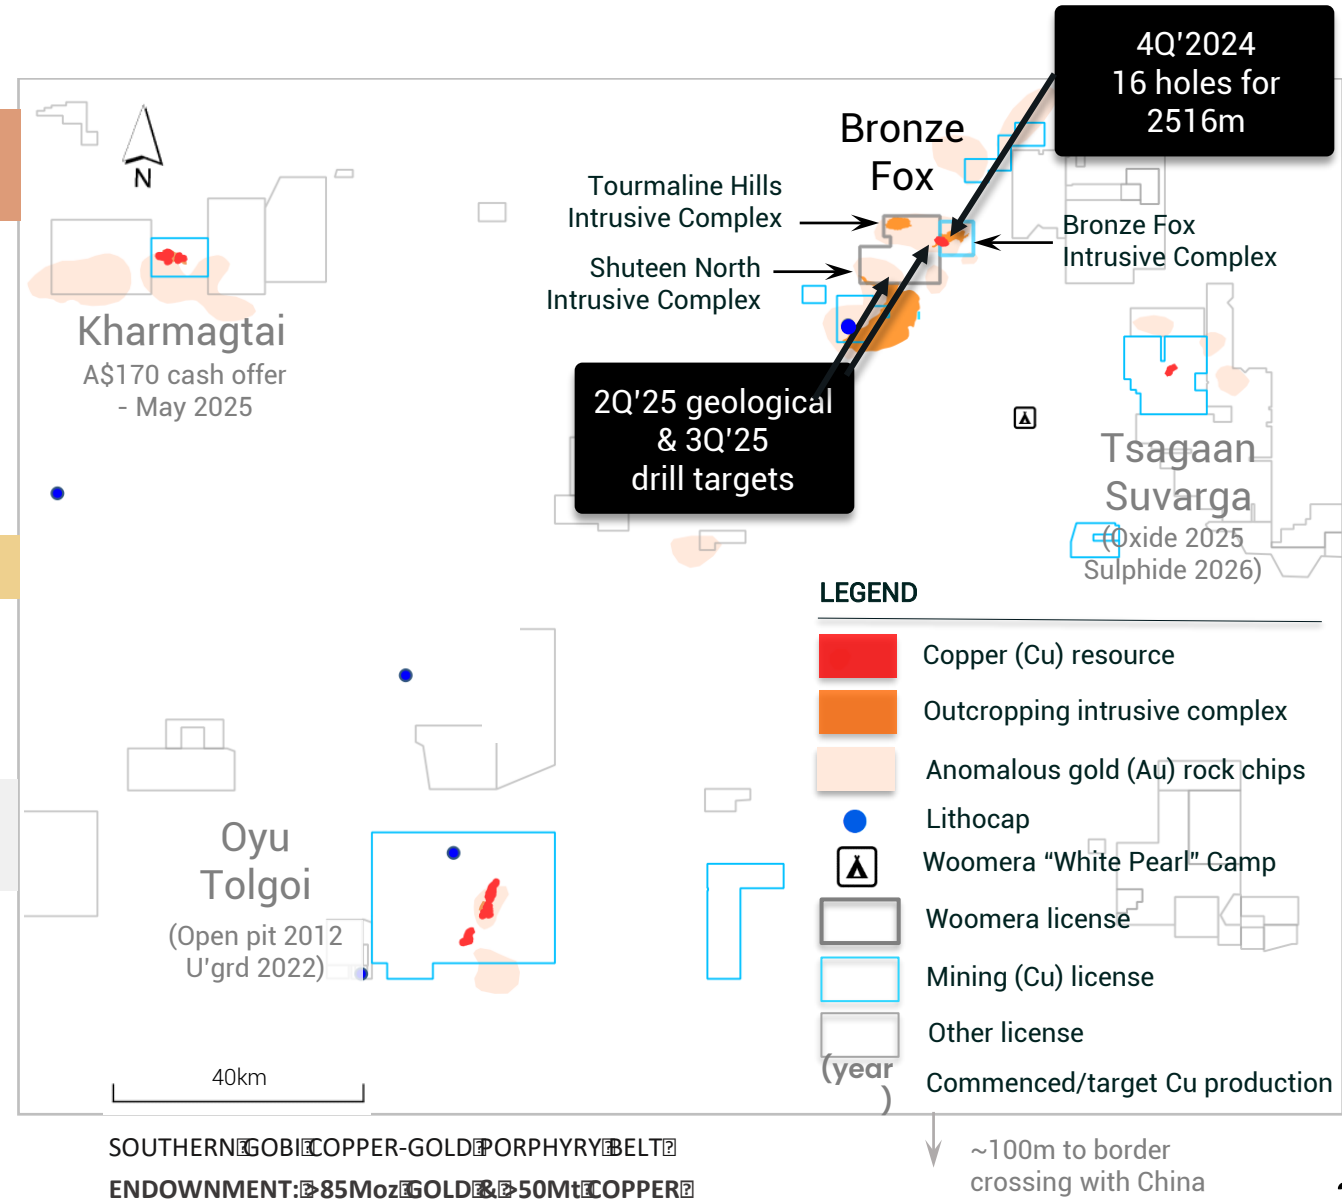 4Q'2024
16 holes for
2516m
Bronze
Fox
N
Tourmaline Hills
Intrusive Complex
Bronze Fox
Intrusive Complex
Shuteen North
Intrusive Complex
Kharmagtai
A$170 cash offer
- May 2025
2Q'25 geological
& 3Q'25
drill targets
Tsagaan
Suvarga
(Oxide 2025
Sulphide 2026)
LEGEND
Copper (Cu) resource
Outcropping intrusive complex
Anomalous gold (Au) rock chips
Lithocap
Woomera “White Pearl” Camp
Woomera license
Mining (Cu) license
Other license
(year
)
Commenced/target Cu production
Oyu
Tolgoi
(Open pit 2012
U'grd 2022)
40km
SOUTHERN GOBI COPPER-GOLD PORPHYRY BELT
ENDOWNMENT: >85Moz GOLD & >50Mt COPPER
~100m to border
crossing with China